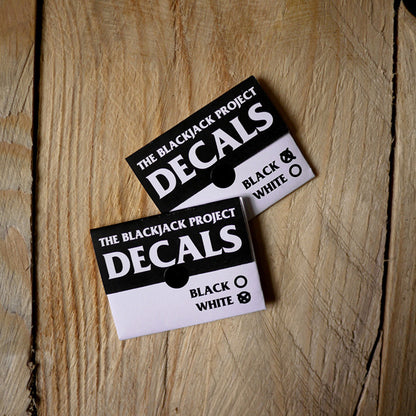 THE BLACKJACK PROJECT
DECALS
BLACK
WHITE
THE BLACKJACK PROJECT
DECALS
BLACK
WHITE